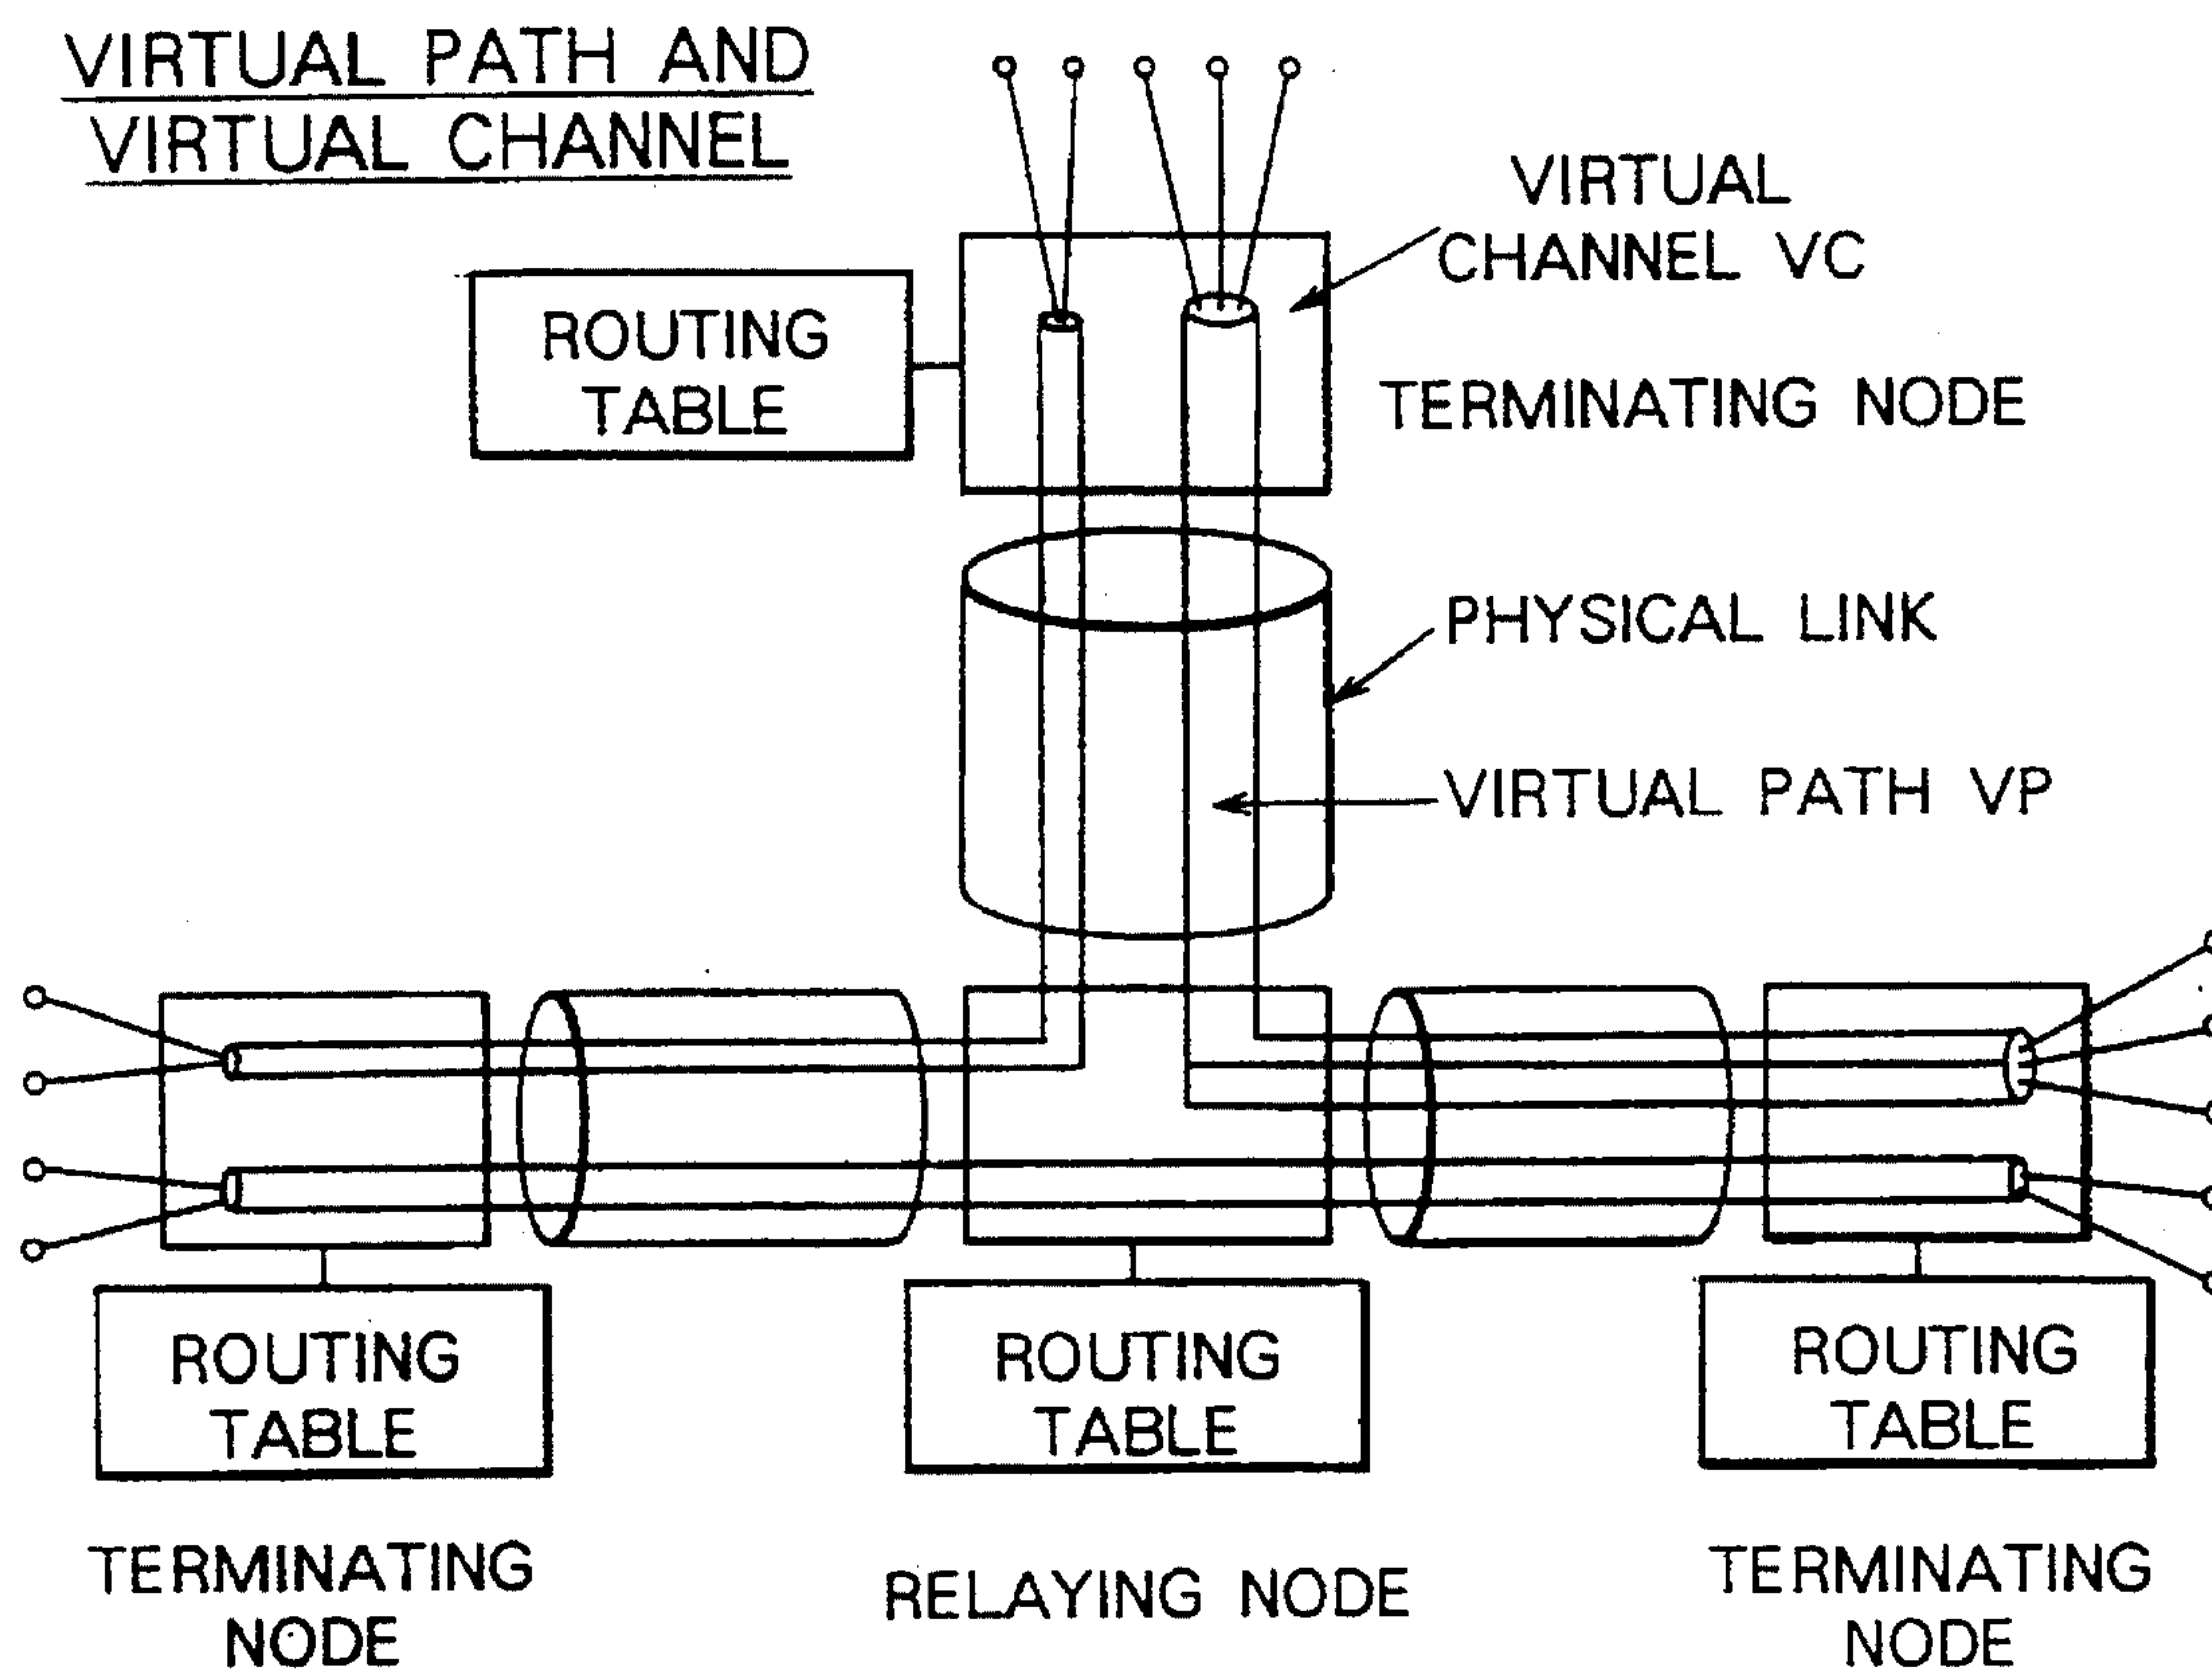 VIRTUAL PATH AND
VIRTUAL CHANNEL
VIRTUAL
CHANNEL VC
ROUTING
TABLE
TERMINATING NODE
PHYSICAL LINK
VIRTUAL PATH VP
ROUTING
TABLE
ROUTING
TABLE
ROUTING
TABLE
TERMINATING
NODE
RELAYING NODE
TERMINATING
NODE